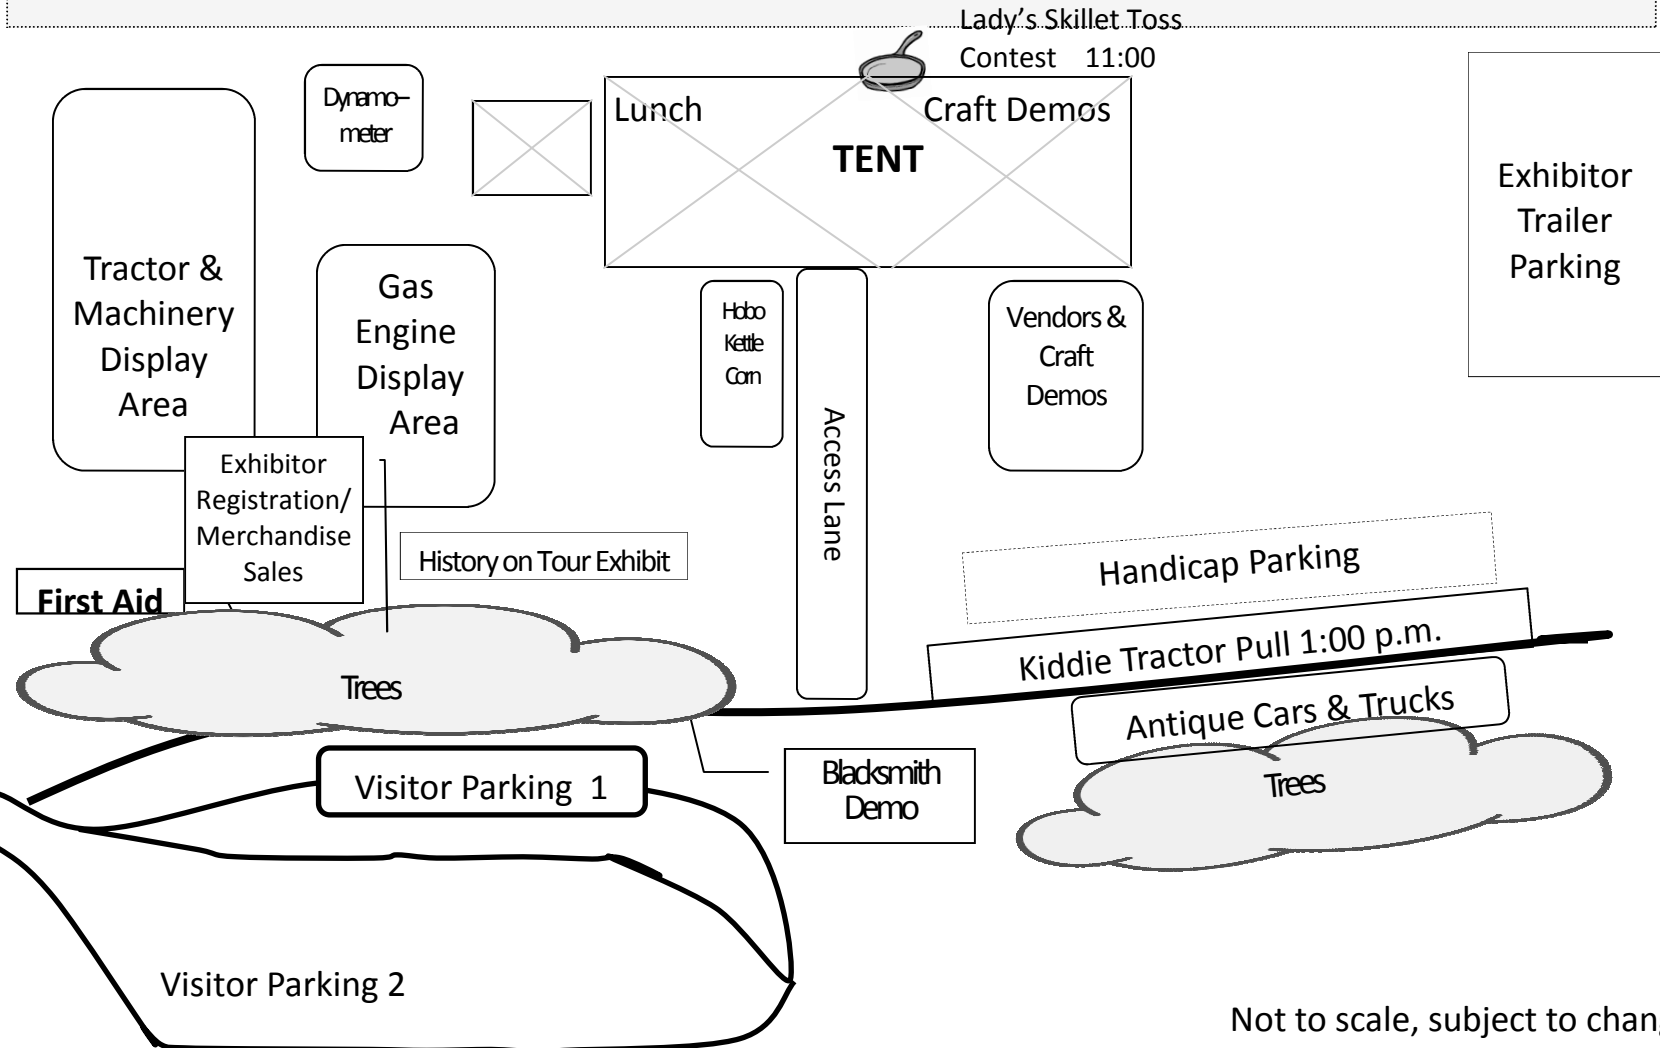 Lady’s Skillet Toss
Contest 11:00
Dynamo–
meter
Lunch
Craft Demos
TENT
Exhibitor
Trailer
Parking
Tractor &
Machinery
Display
Area
Gas
Engine
Display
Area
Hobo
Kettle
Corn
Vendors &
Craft
Demos
Access Lane
Exhibitor
Registration/
Merchandise
Sales
History on Tour Exhibit
First Aid
Handicap Parking
Kiddie Tractor Pull 1:00 p.m.
Trees
Antique Cars & Trucks
Visitor Parking 1
Blacksmith
Demo
Trees
Visitor Parking 2
Not to scale, subject to chan